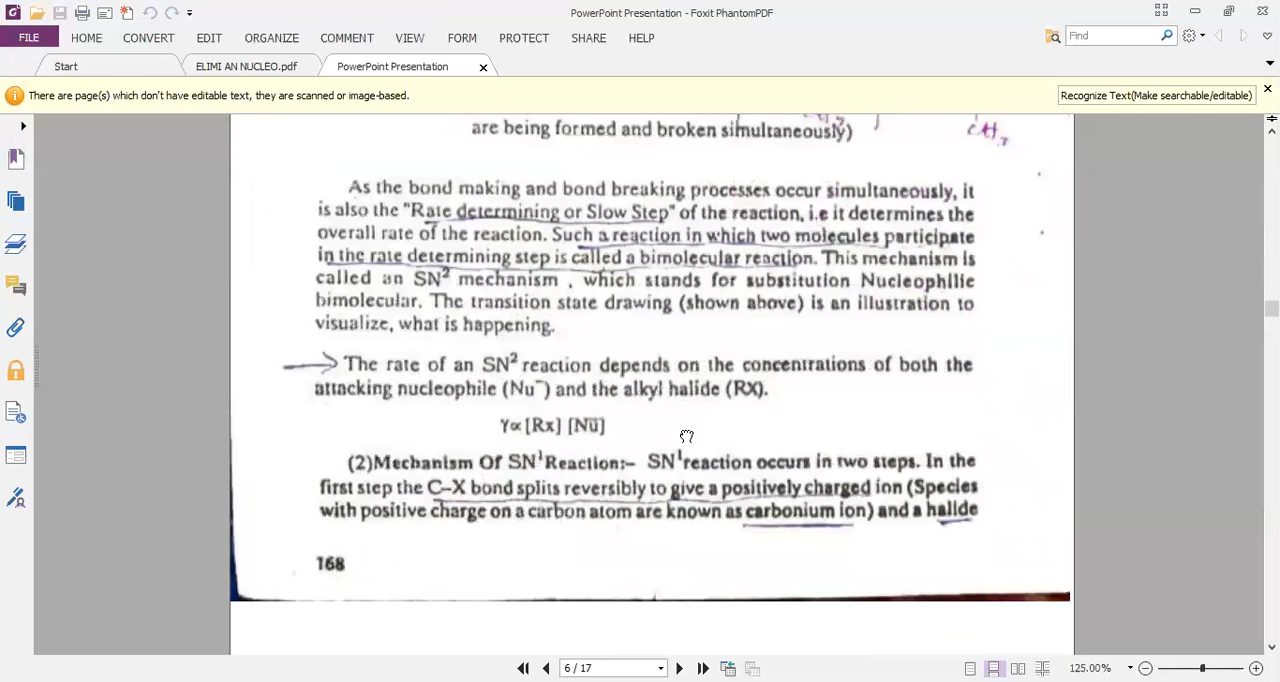 PowerPoint Presentation - Foxit PhantomPDF
FILE HOME CONVERT EDIT ORGANIZE COMMENT VIEW FORM PROTECT SHARE HELP
Find
Start ELIMI AN NUCLEO.pdf PowerPoint Presentation
There are page(s) which don't have editable text, they are scanned or image-based.
Recognize Text(Make searchable/editable)
are being formed and broken simultaneously)
As the bond making and bond breaking processes occur simultaneously, it
is also the "Rate determining or Slow Step" of the reaction, i.e it determines the
overall rate of the reaction. Such a reaction in which two molecules participate
in the rate determining step is called a bimolecular reaction. This mechanism is
called an SN² mechanism , which stands for substitution Nucleophilic
bimolecular. The transition state drawing (shown above) is an illustration to
visualize, what is happening.
The rate of an SN² reaction depends on the concentrations of both the
attacking nucleophile (Nu⁻) and the alkyl halide (RX).
γ∝ [Rx] [Nū]
(2)Mechanism Of SN¹Reaction:– SN¹reaction occurs in two steps. In the
first step the C–X bond splits reversibly to give a positively charged ion (Species
with positive charge on a carbon atom are known as carbonium ion) and a halide
168
6 / 17
125.00%